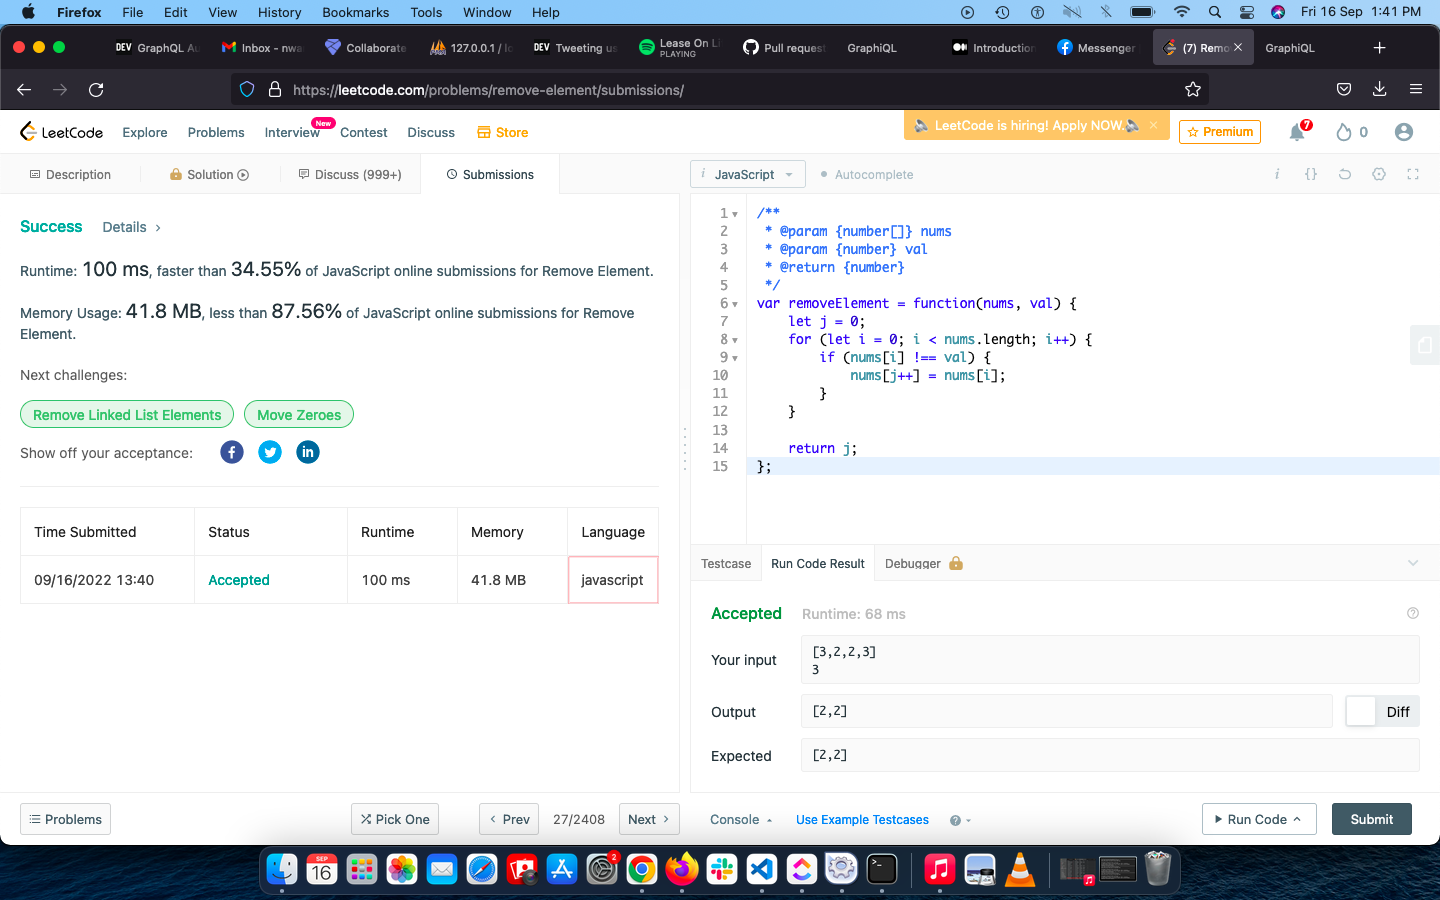 Firefox File Edit View History Bookmarks Tools Window Help Fri 16 Sep 1:41 PM
DEV GraphQL Au Inbox - nwa Collaborate 127.0.0.1 / lo DEV Tweeting us Lease On Li Pull request GraphiQL Introduction Messenger (7) Remo GraphiQL
PLAYING
https://leetcode.com/problems/remove-element/submissions/
LeetCode Explore Problems Interview New Contest Discuss Store LeetCode is hiring! Apply NOW. Premium 7 0
Description Solution Discuss (999+) Submissions
i JavaScript Autocomplete i {}
Success Details
Runtime: 100 ms, faster than 34.55% of JavaScript online submissions for Remove Element.
Memory Usage: 41.8 MB, less than 87.56% of JavaScript online submissions for Remove
Element.
Next challenges:
Remove Linked List Elements Move Zeroes
Show off your acceptance:
Time Submitted Status Runtime Memory Language
09/16/2022 13:40 Accepted 100 ms 41.8 MB javascript
1 /**
2 * @param {number[]} nums
3 * @param {number} val
4 * @return {number}
5 */
6 var removeElement = function(nums, val) {
7 let j = 0;
8 for (let i = 0; i < nums.length; i++) {
9 if (nums[i] !== val) {
10 nums[j++] = nums[i];
11 }
12 }
13
14 return j;
15 };
Testcase Run Code Result Debugger
Accepted Runtime: 68 ms
Your input
[3,2,2,3]
3
Output [2,2] Diff
Expected [2,2]
Problems Pick One Prev 27/2408 Next Console Use Example Testcases Run Code Submit
SEP
16
2